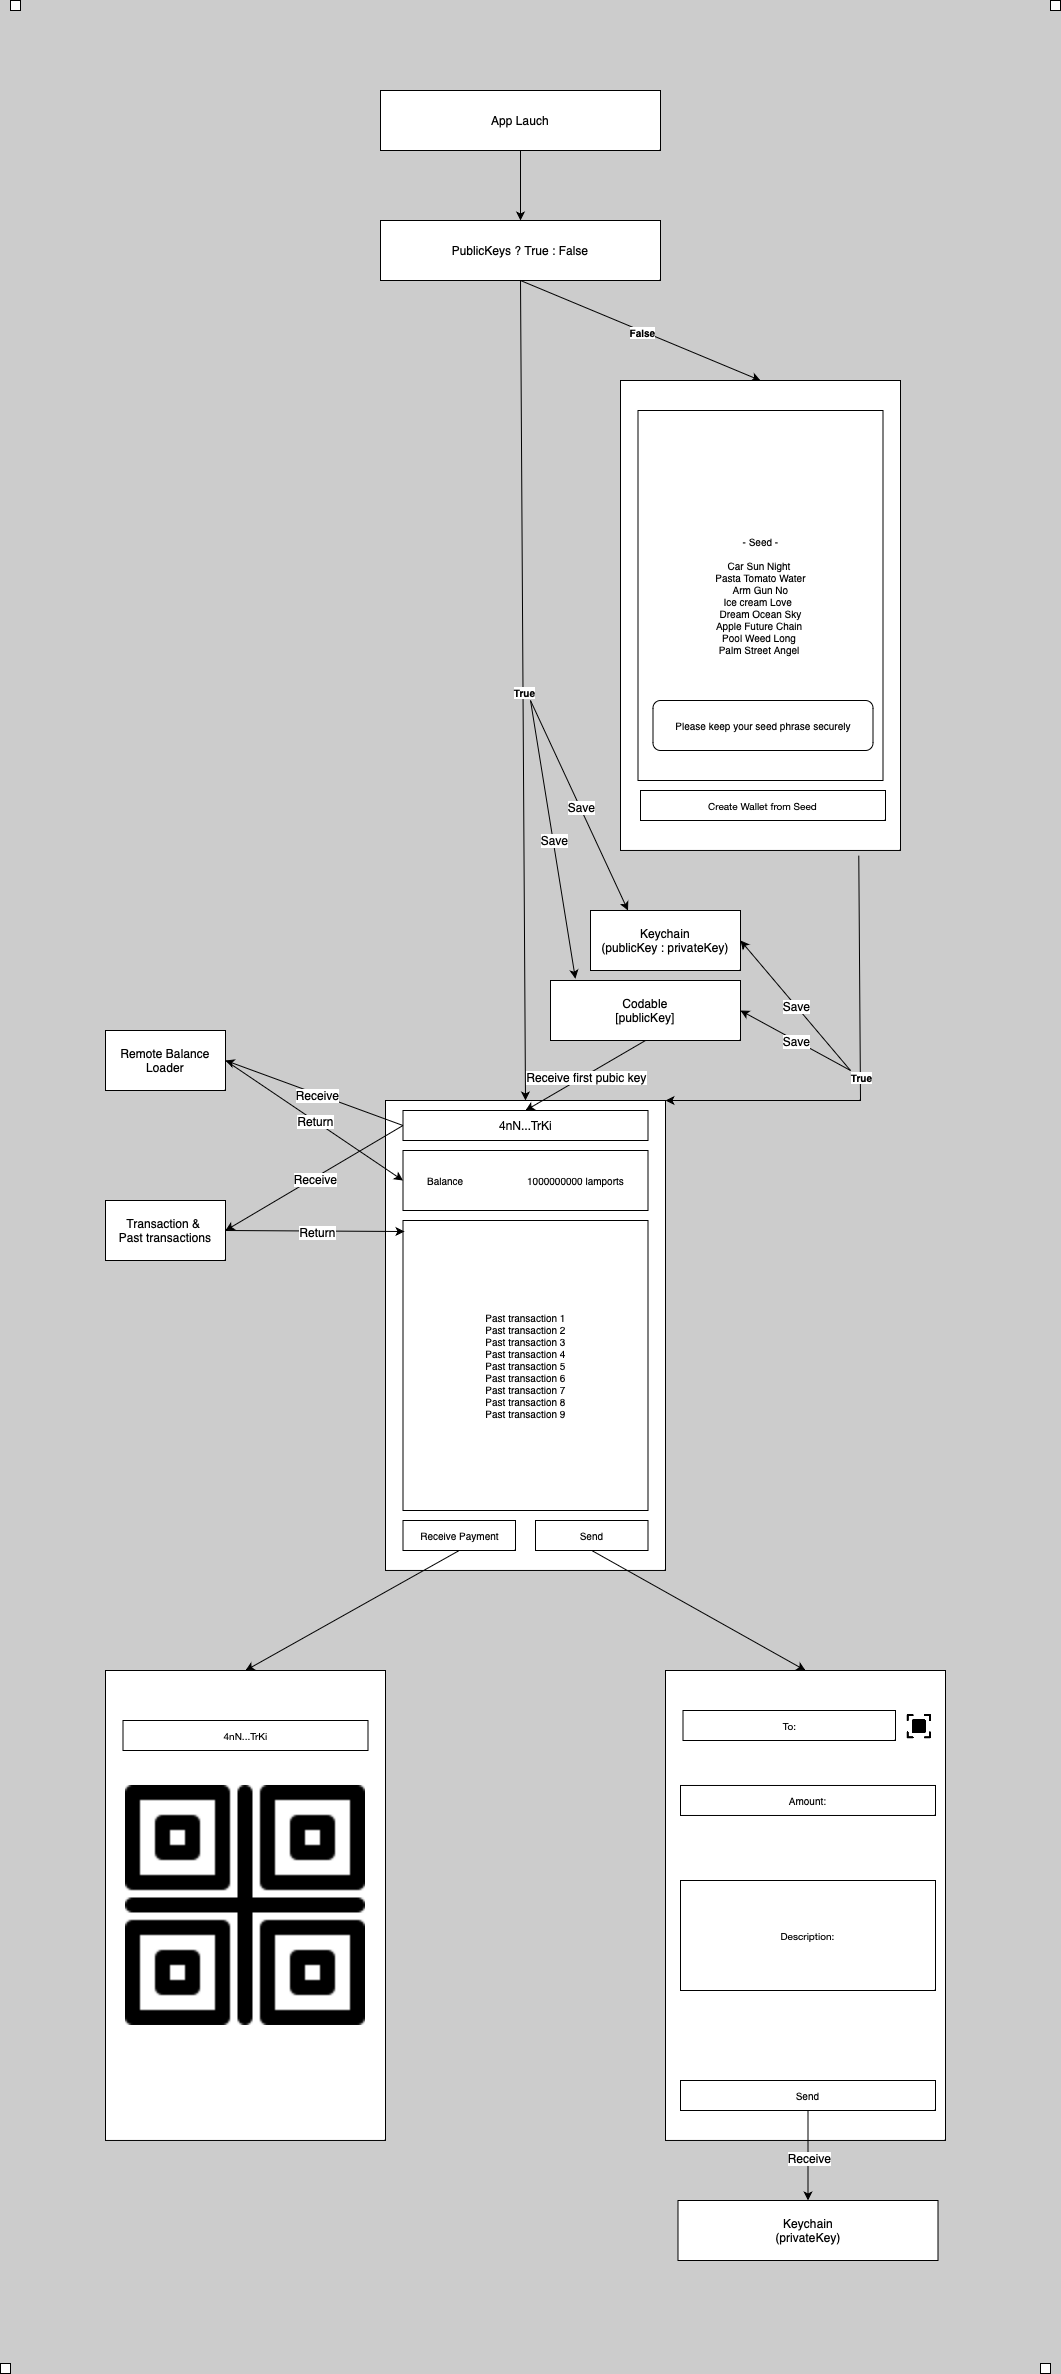 App Lauch
PublicKeys ? True : False
False
- Seed -
Car Sun Night
Pasta Tomato Water
Arm Gun No
Ice cream Love
Dream Ocean Sky
Apple Future Chain
Pool Weed Long
Palm Street Angel
True
Please keep your seed phrase securely
Create Wallet from Seed
Save
Save
Keychain
(publicKey : privateKey)
Codable
[publicKey]
Save
Save
Remote Balance
Loader
Receive first pubic key
True
Receive
Return
4nN...TrKi
Receive
Balance
1000000000 lamports
Transaction &
Past transactions
Return
Past transaction 1
Past transaction 2
Past transaction 3
Past transaction 4
Past transaction 5
Past transaction 6
Past transaction 7
Past transaction 8
Past transaction 9
Receive Payment
Send
4nN...TrKi
To:
Amount:
Description:
Send
Receive
Keychain
(privateKey)